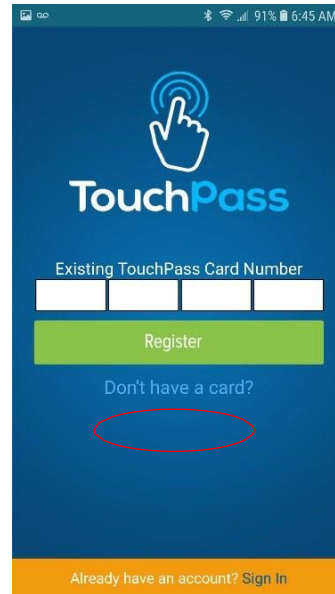 91% 6:45 AM
TouchPass
Existing TouchPass Card Number
Register
Don't have a card?
Already have an account? Sign In